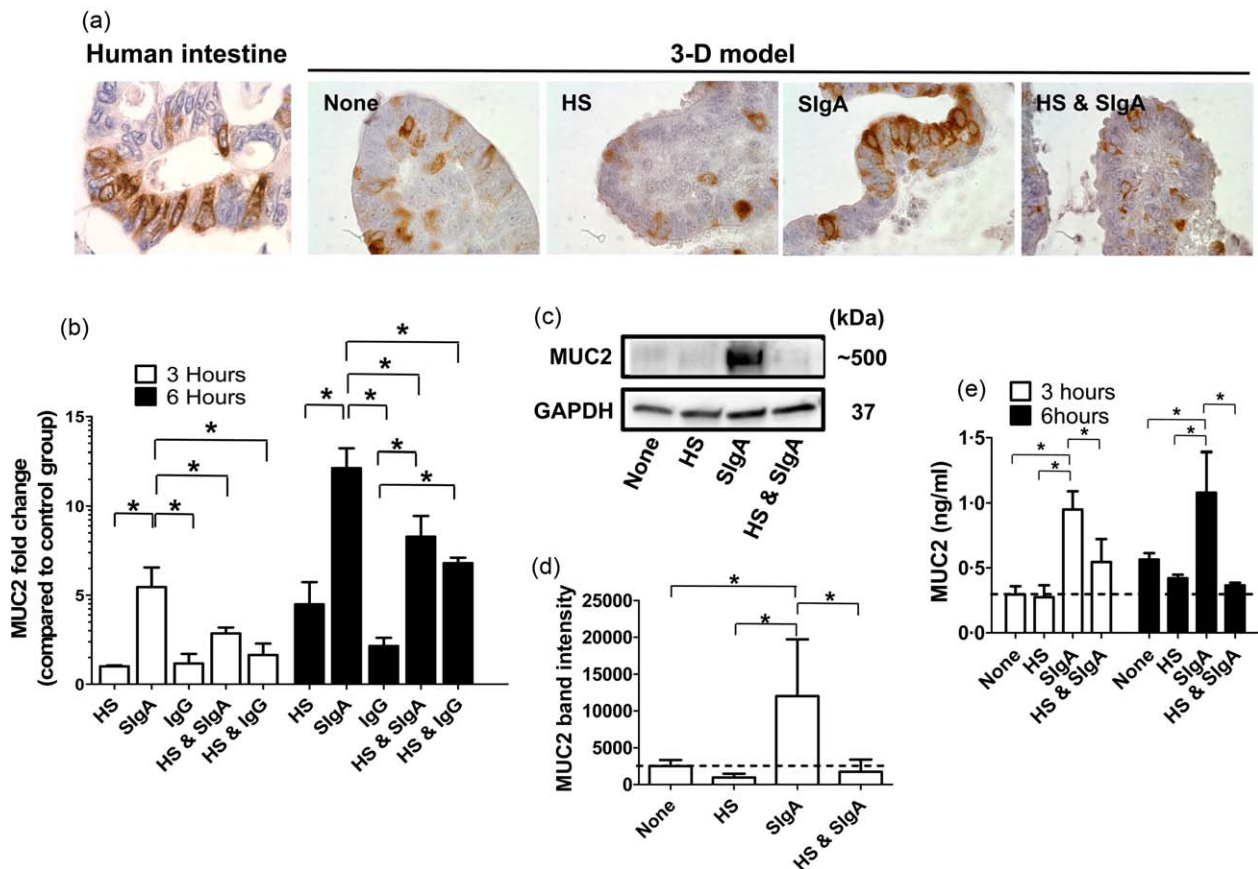 (a)
Human intestine
3-D model
None
HS
SIgA
HS & SIgA
(b)
3 Hours
6 Hours
MUC2 fold change
(compared to control group)
15
10
5
0
* * * * * * * * * *
HS SIgA IgG HS & SIgA HS & IgG HS SIgA IgG HS & SIgA HS & IgG
(c)
(kDa)
MUC2 ~500
GAPDH 37
None HS SIgA HS & SIgA
(d)
MUC2 band intensity
25000
20000
15000
10000
5000
0
* * *
None HS SIgA HS & SIgA
(e)
3 hours
6hours
MUC2 (ng/ml)
1·5
1·0
0·5
0·0
* * * * * *
None HS SIgA HS & SIgA None HS SIgA HS & SIgA